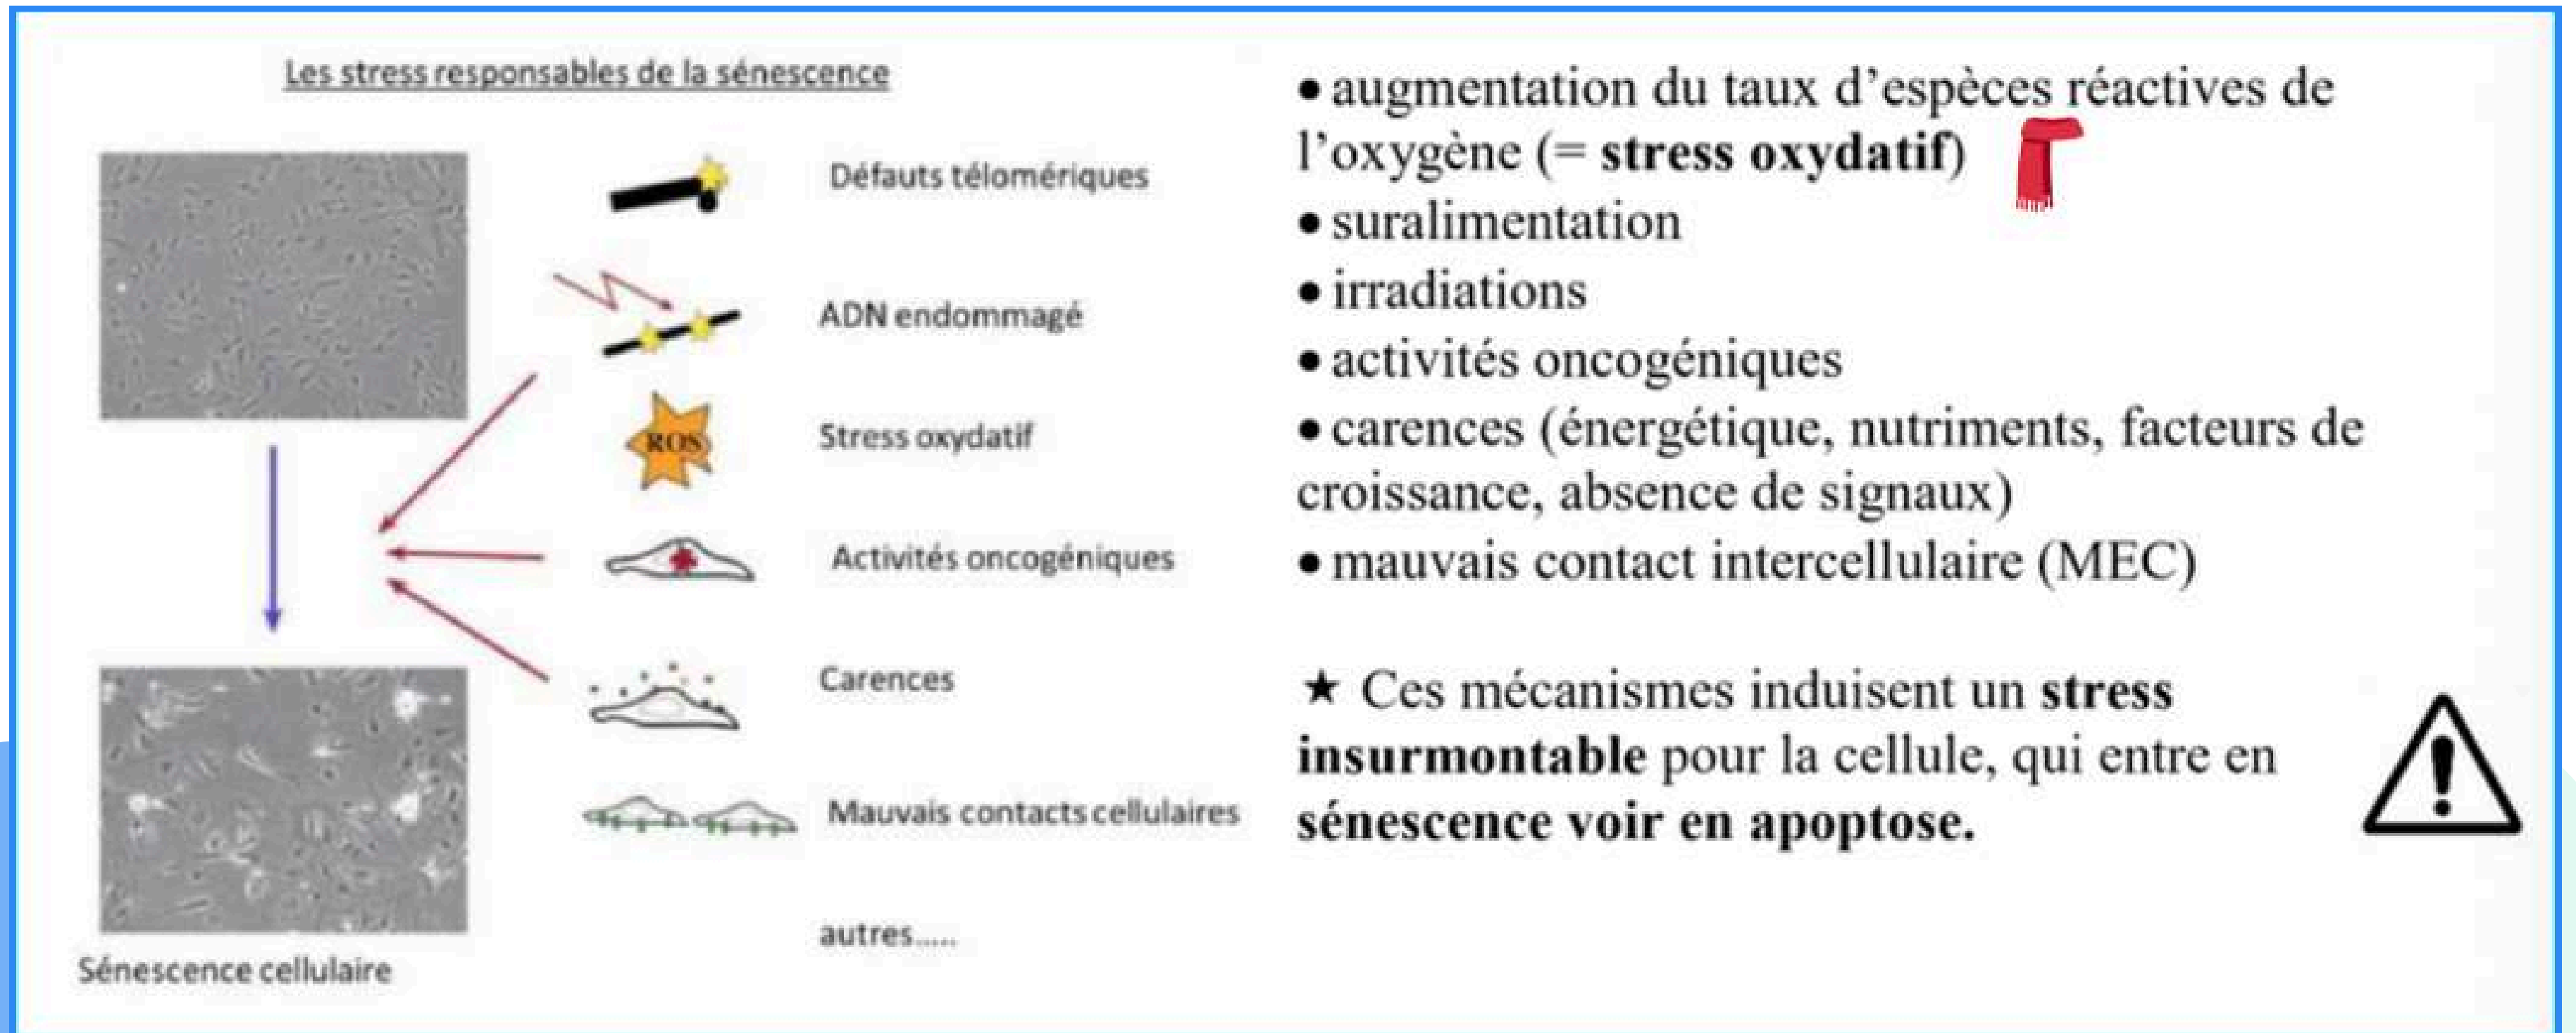 Les stress responsables de la sénescence
Défauts télomériques
ADN endommagé
ROS
Stress oxydatif
Activités oncogéniques
Carences
Mauvais contacts cellulaires
autres.....
Sénescence cellulaire
• augmentation du taux d'espèces réactives de
l'oxygène (= stress oxydatif)
• suralimentation
• irradiations
• activités oncogéniques
• carences (énergétique, nutriments, facteurs de
croissance, absence de signaux)
• mauvais contact intercellulaire (MEC)
★ Ces mécanismes induisent un stress
insurmontable pour la cellule, qui entre en
sénescence voir en apoptose.